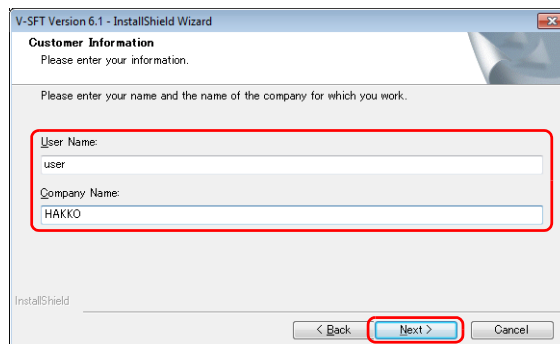 V-SFT Version 6.1 - InstallShield Wizard
Customer Information
Please enter your information.
Please enter your name and the name of the company for which you work.
User Name:
user
Company Name:
HAKKO
InstallShield
< Back Next > Cancel